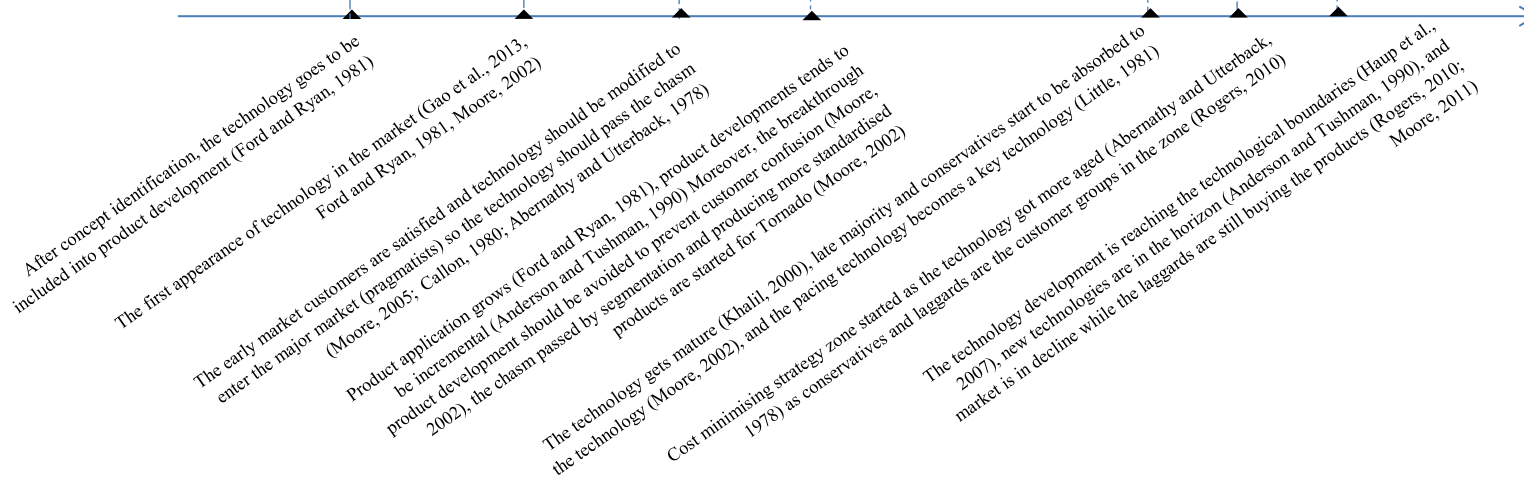 After concept identification, the technology goes to be
included into product development (Ford and Ryan, 1981)
The first appearance of technology in the market (Gao et al., 2013,
Ford and Ryan, 1981, Moore, 2002)
The early market customers are satisfied and technology should be modified to
enter the major market (pragmatists) so the technology should pass the chasm
(Moore, 2005; Callon, 1980; Abernathy and Utterback, 1978)
Product application grows (Ford and Ryan, 1981), product developments tends to
be incremental (Anderson and Tushman, 1990) Moreover, the breakthrough
product development should be avoided to prevent customer confusion (Moore,
2002), the chasm passed by segmentation and producing more standardised
products are started for Tornado (Moore, 2002)
The technology gets mature (Khalil, 2000), late majority and conservatives start to be absorbed to
the technology (Moore, 2002), and the pacing technology becomes a key technology (Little, 1981)
Cost minimising strategy zone started as the technology got more aged (Abernathy and Utterback,
1978) as conservatives and laggards are the customer groups in the zone (Rogers, 2010)
The technology development is reaching the technological boundaries (Haup et al.,
2007), new technologies are in the horizon (Anderson and Tushman, 1990), and
market is in decline while the laggards are still buying the products (Rogers, 2010;
Moore, 2011)